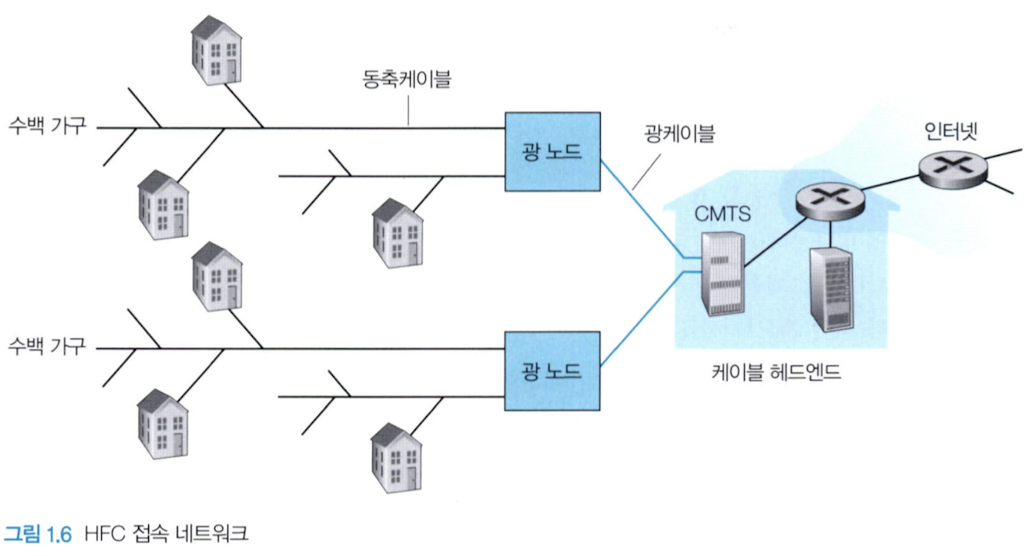 동축케이블
수백 가구
광 노드
광케이블
인터넷
CMTS
수백 가구
광 노드
케이블 헤드엔드
그림 1.6 HFC 접속 네트워크